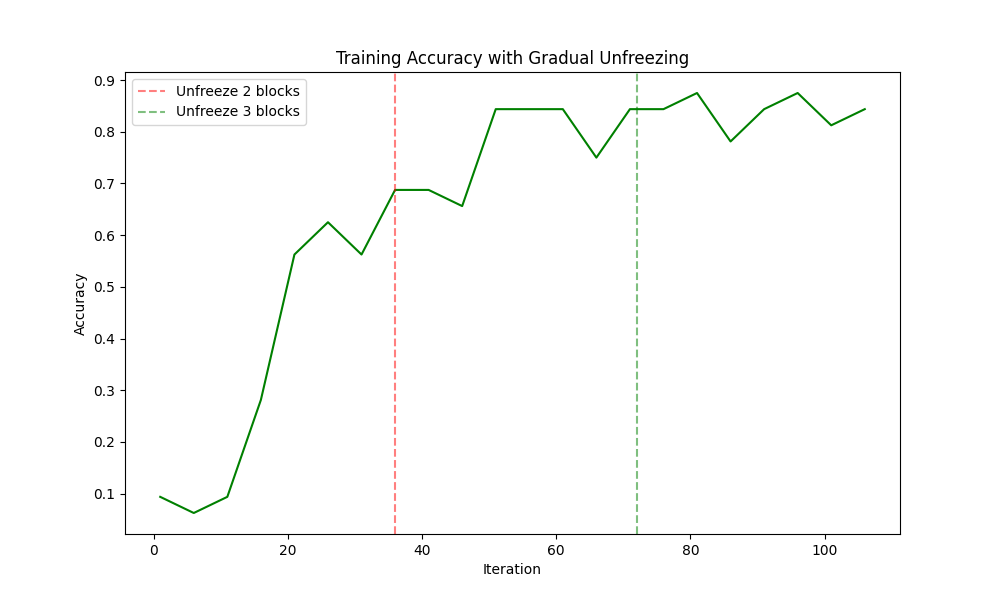 Training Accuracy with Gradual Unfreezing
Unfreeze 2 blocks
Unfreeze 3 blocks
0.9
0.8
0.7
0.6
0.5
0.4
0.3
0.2
0.1
Accuracy
0 20 40 60 80 100
Iteration